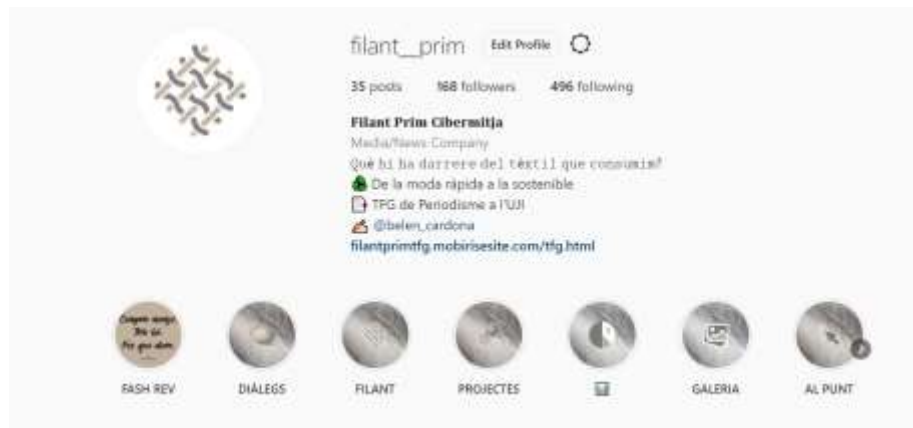 filant__prim Edit Profile
35 posts 168 followers 496 following
Filant Prim Cibermitja
Media/News Company
Què hi ha darrere del tèxtil que consumim?
De la moda ràpida a la sostenible
TFG de Periodisme a l'UJI
@belen_cardona
filantprimtfg.mobirisesite.com/tfg.html
FASH REV DIÀLEGS FILANT PROJECTES GALERIA AL PUNT